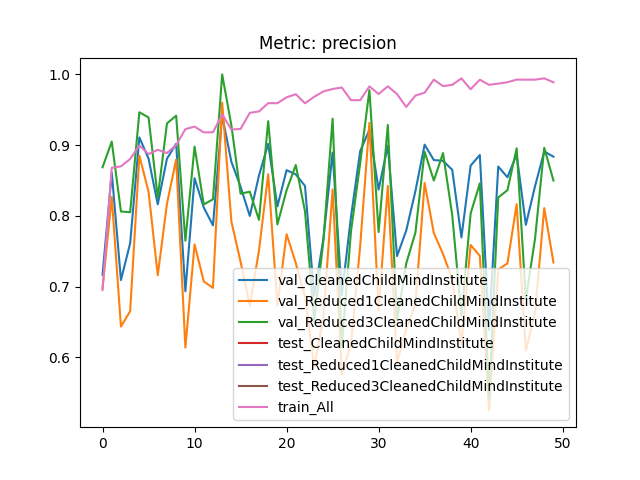 Metric: precision
1.0
0.9
0.8
0.7
0.6
0
10
20
30
40
50
val_CleanedChildMindInstitute
val_Reduced1CleanedChildMindInstitute
val_Reduced3CleanedChildMindInstitute
test_CleanedChildMindInstitute
test_Reduced1CleanedChildMindInstitute
test_Reduced3CleanedChildMindInstitute
train_All